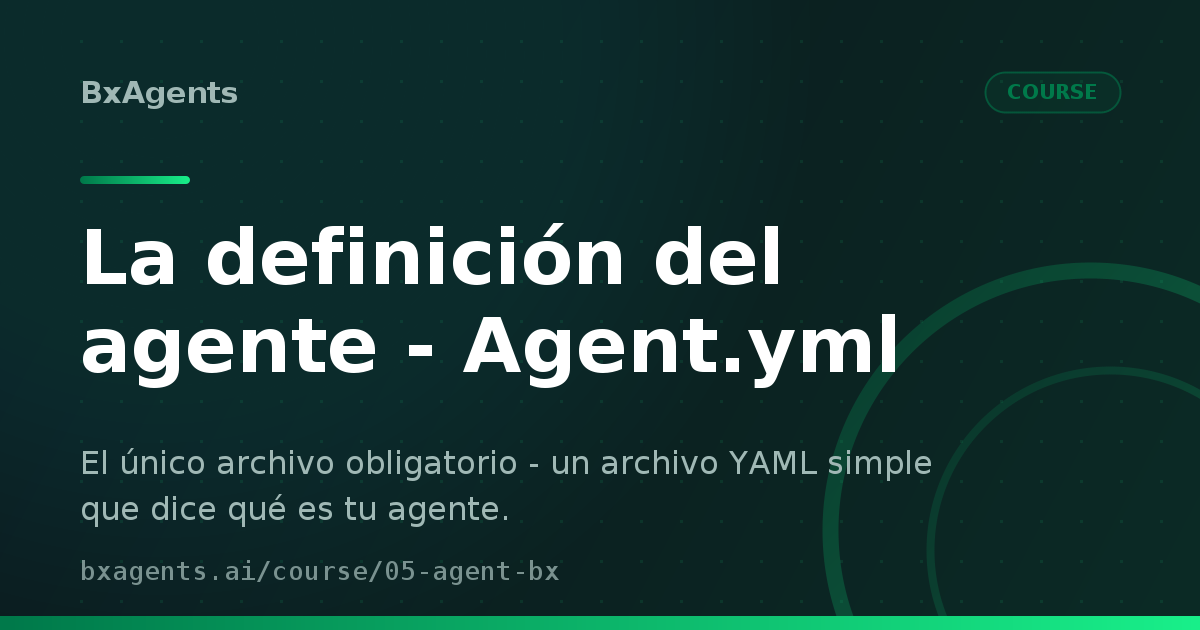 BxAgents
COURSE
La definición del
agente - Agent.yml
El único archivo obligatorio - un archivo YAML simple
que dice qué es tu agente.
bxagents.ai/course/05-agent-bx